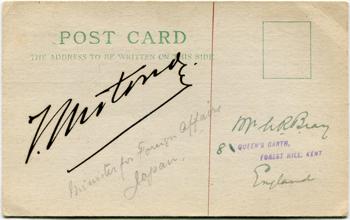 POST CARD
THE ADDRESS TO BE WRITTEN ON THIS SIDE
Minister for Foreign Affairs
Japan.
Mr
Bray
8
QUEEN'S GARTH,
FOREST HILL, KENT
England